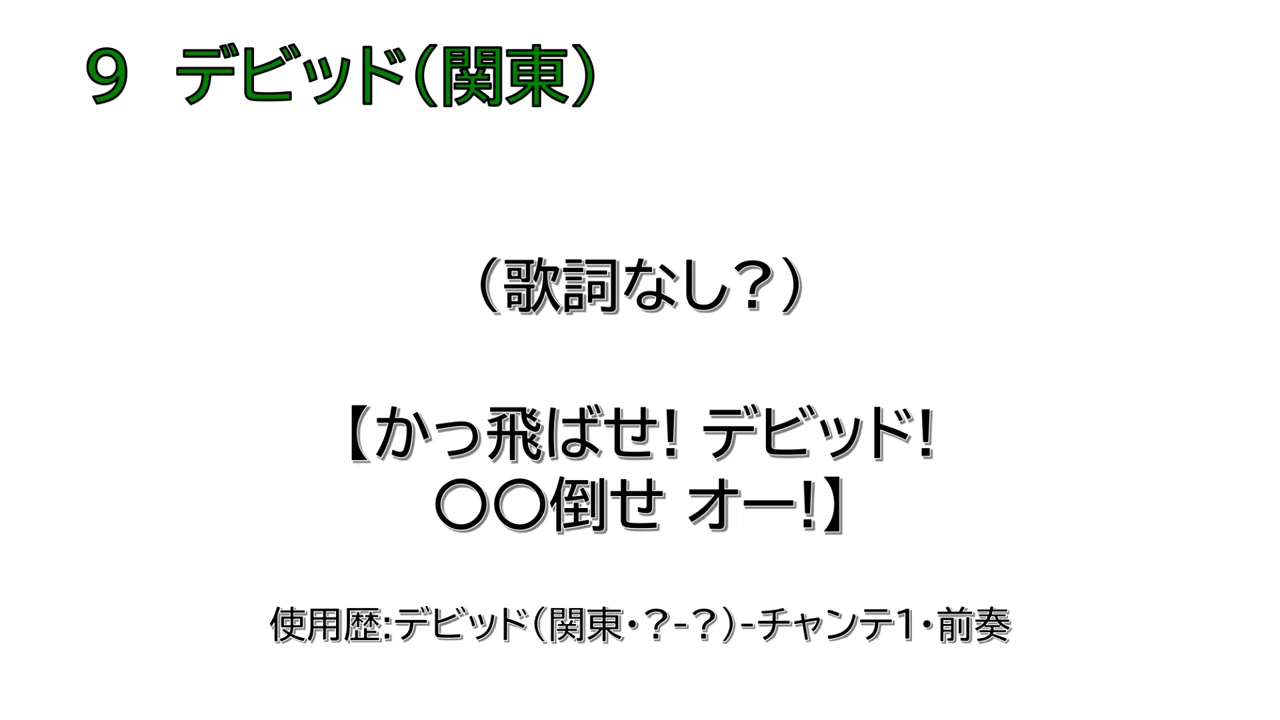 ９　デビッド（関東）
（歌詞なし？）
【かっ飛ばせ！ デビッド！
〇〇倒せ オー！】
使用歴：デビッド（関東・？-？）-チャンテ１・前奏